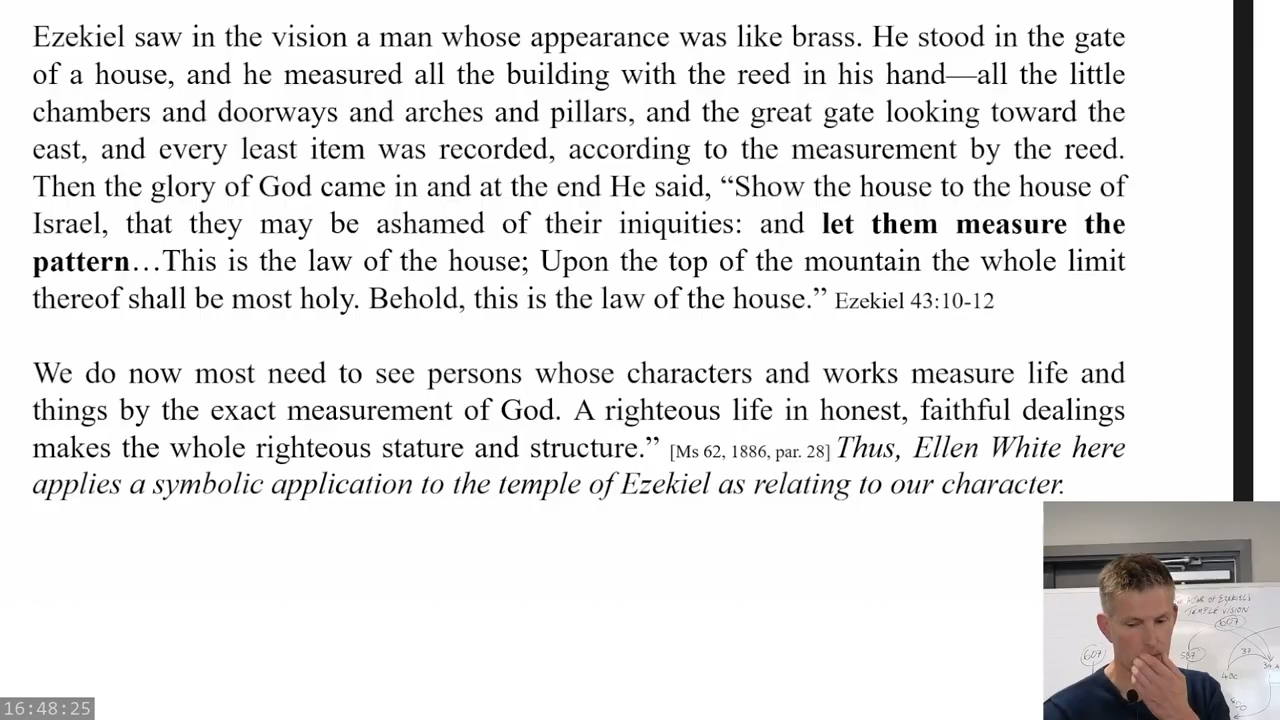 Ezekiel saw in the vision a man whose appearance was like brass. He stood in the gate
of a house, and he measured all the building with the reed in his hand—all the little
chambers and doorways and arches and pillars, and the great gate looking toward the
east, and every least item was recorded, according to the measurement by the reed.
Then the glory of God came in and at the end He said, “Show the house to the house of
Israel, that they may be ashamed of their iniquities: and let them measure the
pattern…This is the law of the house; Upon the top of the mountain the whole limit
thereof shall be most holy. Behold, this is the law of the house.” Ezekiel 43:10-12
We do now most need to see persons whose characters and works measure life and
things by the exact measurement of God. A righteous life in honest, faithful dealings
makes the whole righteous stature and structure.” [Ms 62, 1886, par. 28] Thus, Ellen White here
applies a symbolic application to the temple of Ezekiel as relating to our character.
OF EZEKIEL'S
TEMPLE VISION
607
607
587
37
16:48:25